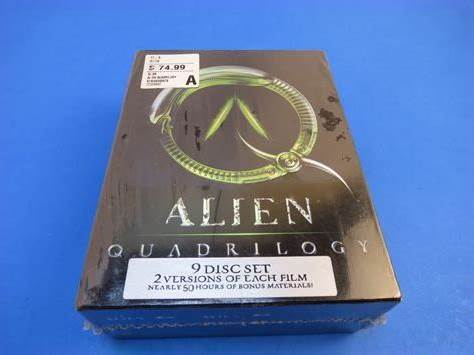 $ 74.99
A
ALIEN
QUADRILOGY
9 DISC SET
2 VERSIONS OF EACH FILM
NEARLY 50 HOURS OF BONUS MATERIALS!